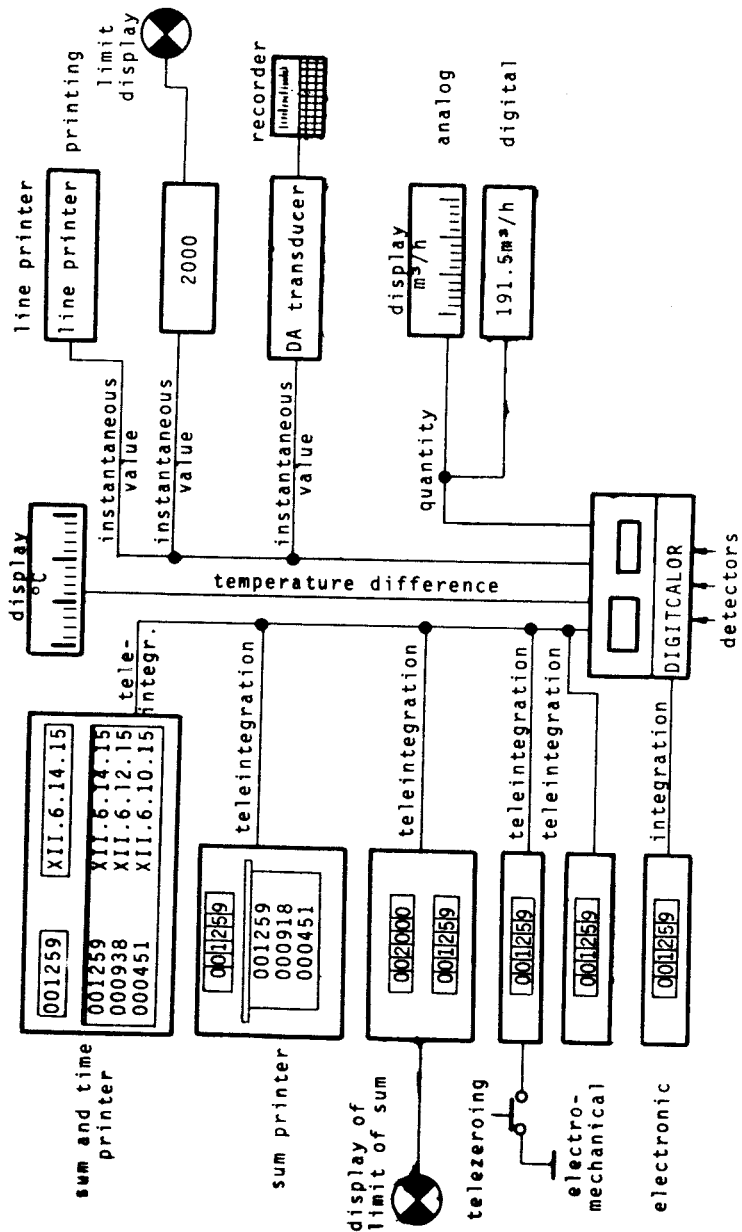 sum and time
printer
001259
XII.6.14.15
001259 XII.6.14.15
000938 XII.6.12.15
000451 XII.6.10.15
tele-
integr.
sum printer
001259
001259
000918
000451
teleintegration
display of
limit of sum
002000
001259
teleintegration
telezeroing
001259
teleintegration
electro-
mechanical
001259
teleintegration
electronic
001259
integration
display
°C
temperature difference
DIGITCALOR
detectors
line printer
line printer
printing
instantaneous
value
limit
display
2000
instantaneous
value
recorder
DA transducer
instantaneous
value
display
m³/h
analog
quantity
191.5m³/h
digital